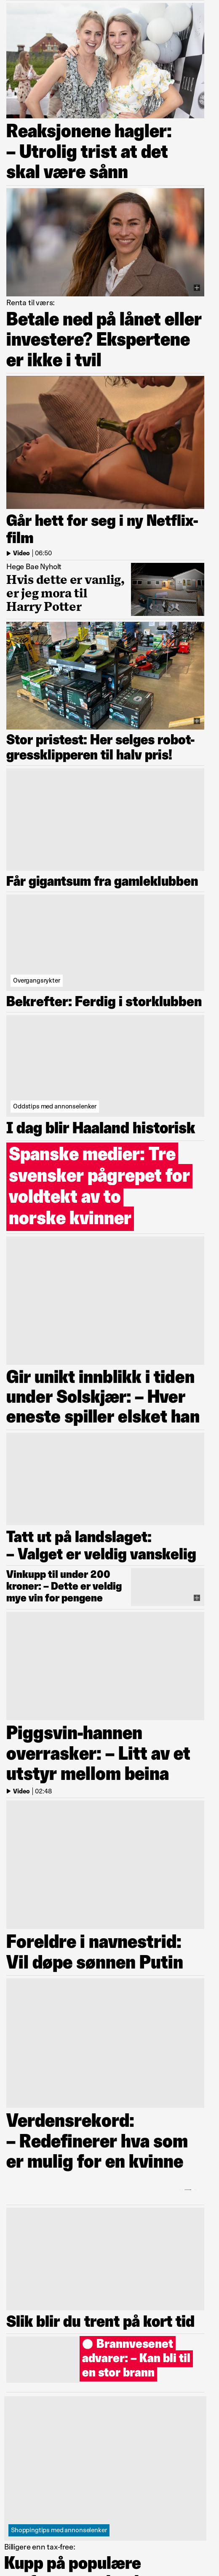 Reaksjonene hagler:
– Utrolig trist at det
skal være sånn
Renta til værs:
Betale ned på lånet eller
investere? Ekspertene
er ikke i tvil
Går hett for seg i ny Netflix-
film
Video | 06:50
Hege Bae Nyholt
Hvis dette er vanlig,
er jeg mora til
Harry Potter
Stor pristest: Her selges robot-
gressklipperen til halv pris!
Får gigantsum fra gamleklubben
Overgangsrykter
Bekrefter: Ferdig i storklubben
Oddstips med annonselenker
I dag blir Haaland historisk
Spanske medier: Tre
svensker pågrepet for
voldtekt av to
norske kvinner
Gir unikt innblikk i tiden
under Solskjær: – Hver
eneste spiller elsket han
Tatt ut på landslaget:
– Valget er veldig vanskelig
Vinkupp til under 200
kroner: – Dette er veldig
mye vin for pengene
Piggsvin-hannen
overrasker: – Litt av et
utstyr mellom beina
Video | 02:48
Foreldre i navnestrid:
Vil døpe sønnen Putin
Verdensrekord:
– Redefinerer hva som
er mulig for en kvinne
Slik blir du trent på kort tid
Brannvesenet
advarer: – Kan bli til
en stor brann
Shoppingtips med annonselenker
Billigere enn tax-free:
Kupp på populære